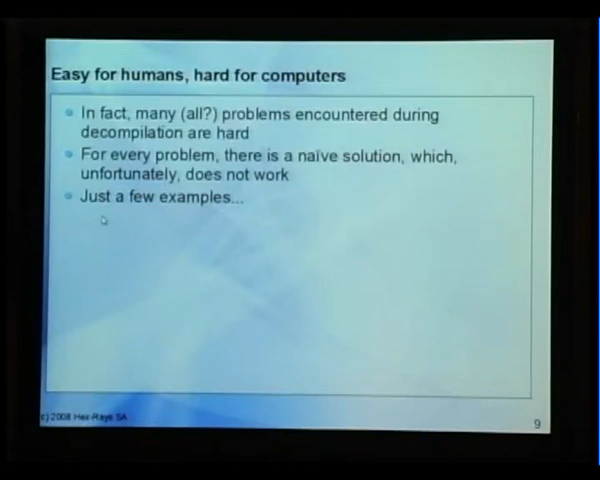 Easy for humans, hard for computers
In fact, many (all?) problems encountered during
decompilation are hard
For every problem, there is a naïve solution, which,
unfortunately, does not work
Just a few examples...
(c) 2008 Hex-Rays SA
9